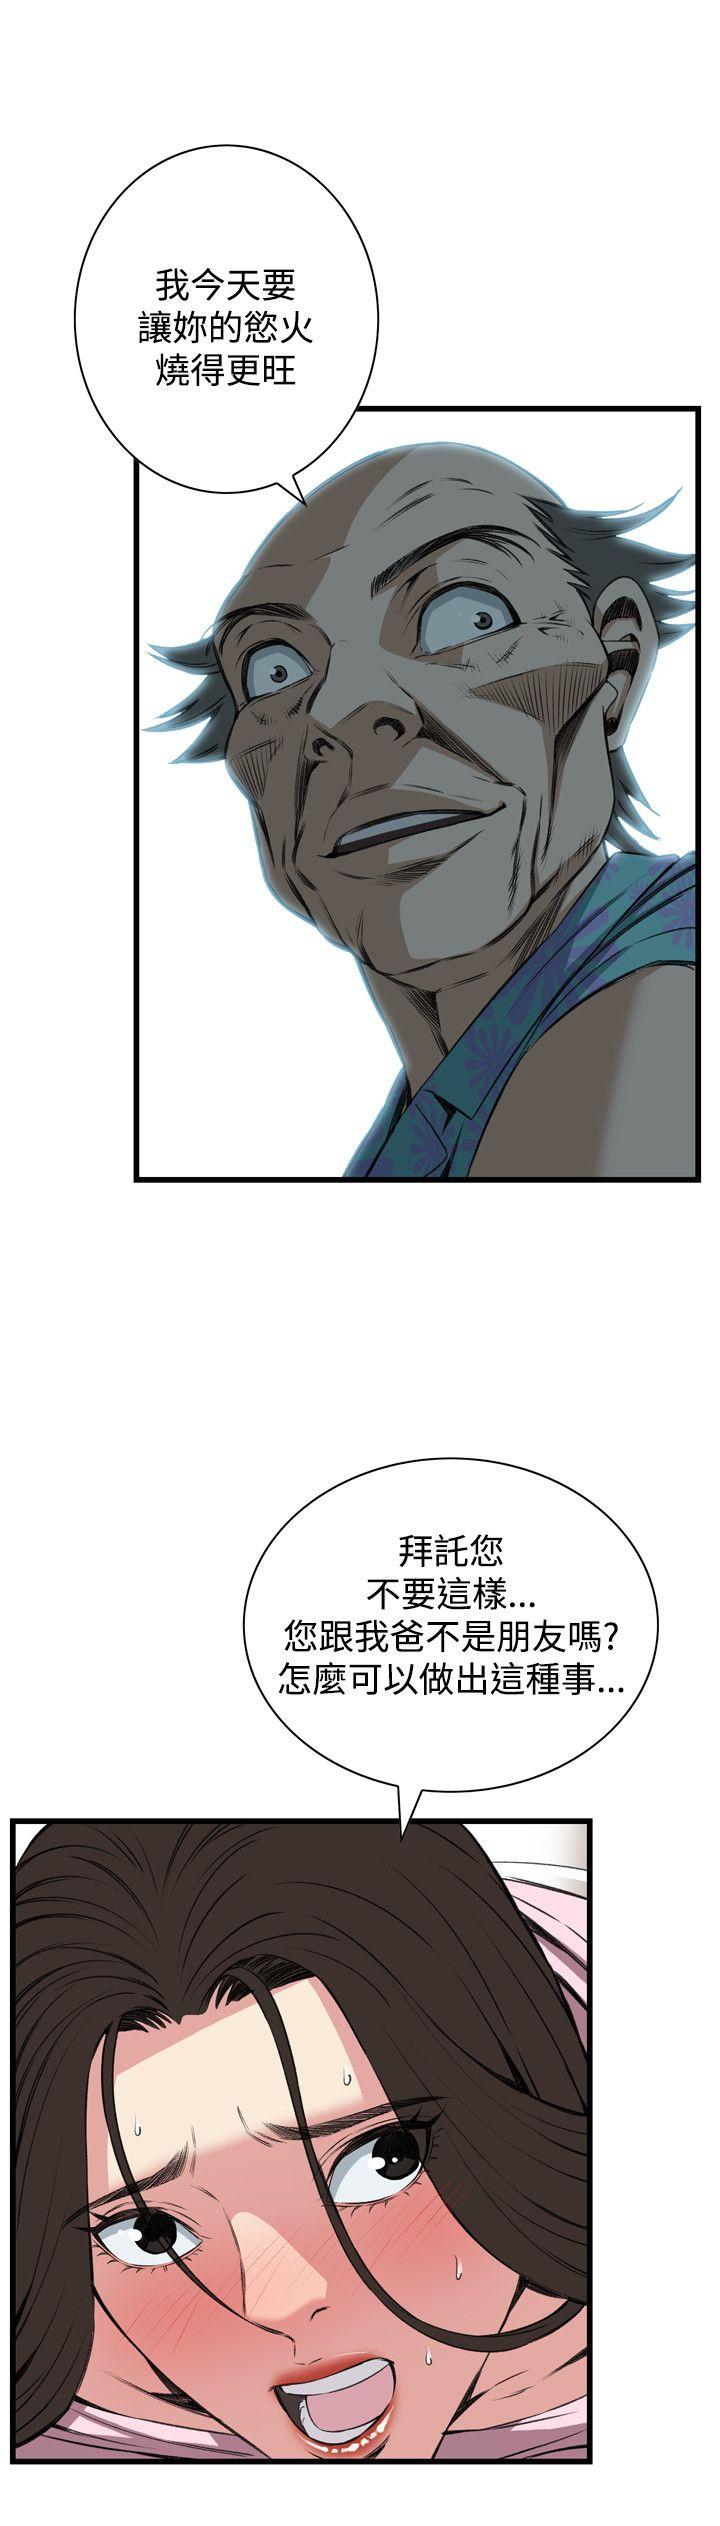 我今天要
讓妳的慾火
燒得更旺
拜託您
不要這樣...
您跟我爸不是朋友嗎?
怎麼可以做出這種事...